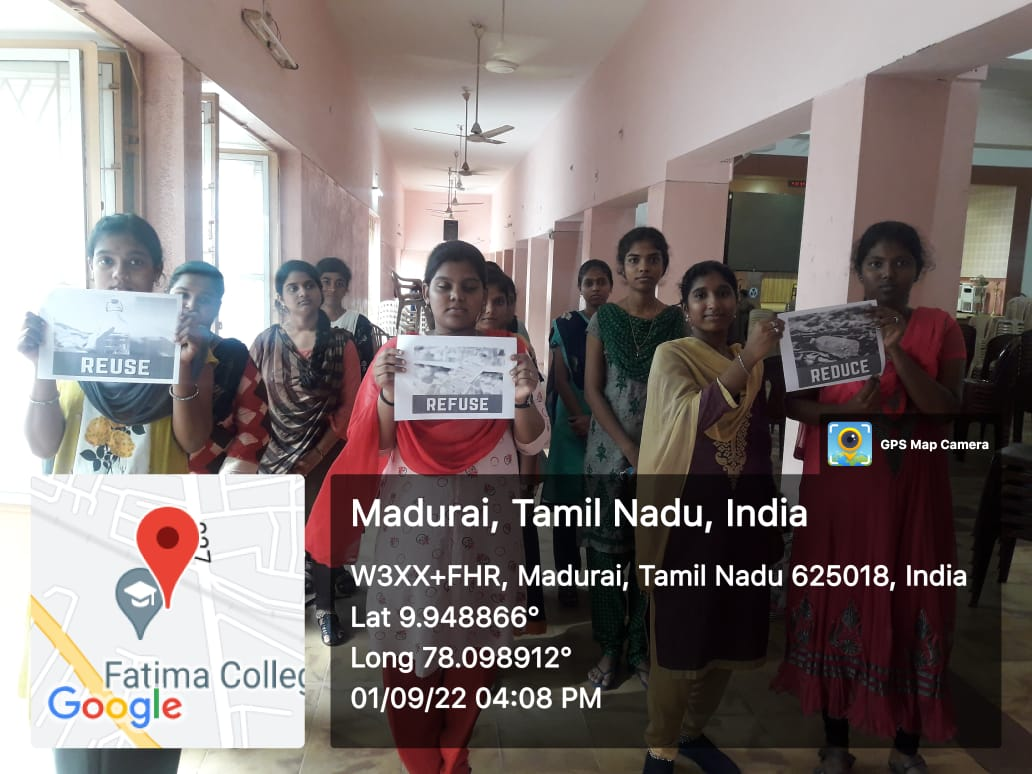 REUSE
REFUSE
REDUCE
GPS Map Camera
Madurai, Tamil Nadu, India
W3XX+FHR, Madurai, Tamil Nadu 625018, India
Lat 9.948866°
Long 78.098912°
01/09/22 04:08 PM
Fatima Colleg
Google